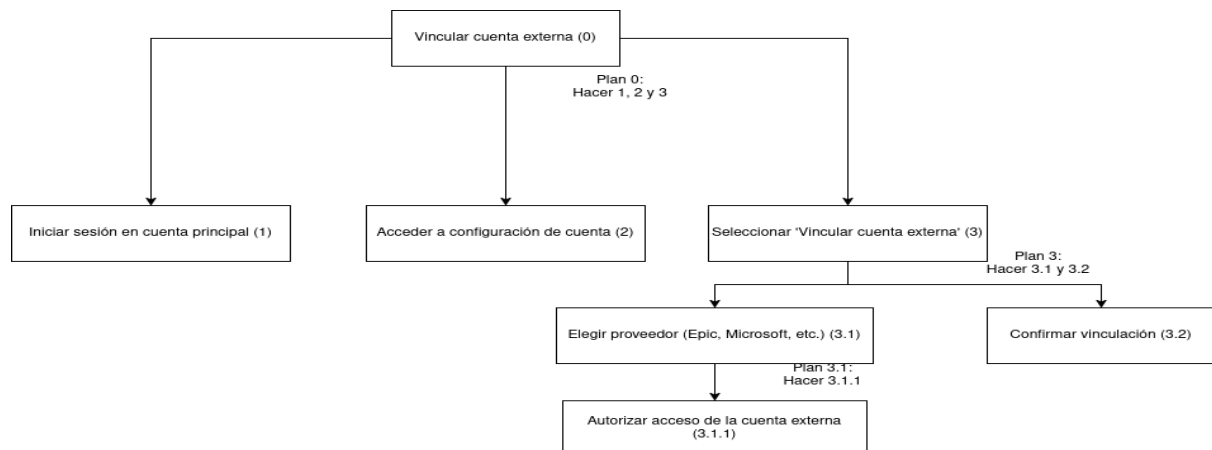 Vincular cuenta externa (0)
Plan 0:
Hacer 1, 2 y 3
Iniciar sesión en cuenta principal (1)
Acceder a configuración de cuenta (2)
Seleccionar 'Vincular cuenta externa' (3)
Plan 3:
Hacer 3.1 y 3.2
Elegir proveedor (Epic, Microsoft, etc.) (3.1)
Confirmar vinculación (3.2)
Plan 3.1:
Hacer 3.1.1
Autorizar acceso de la cuenta externa
(3.1.1)